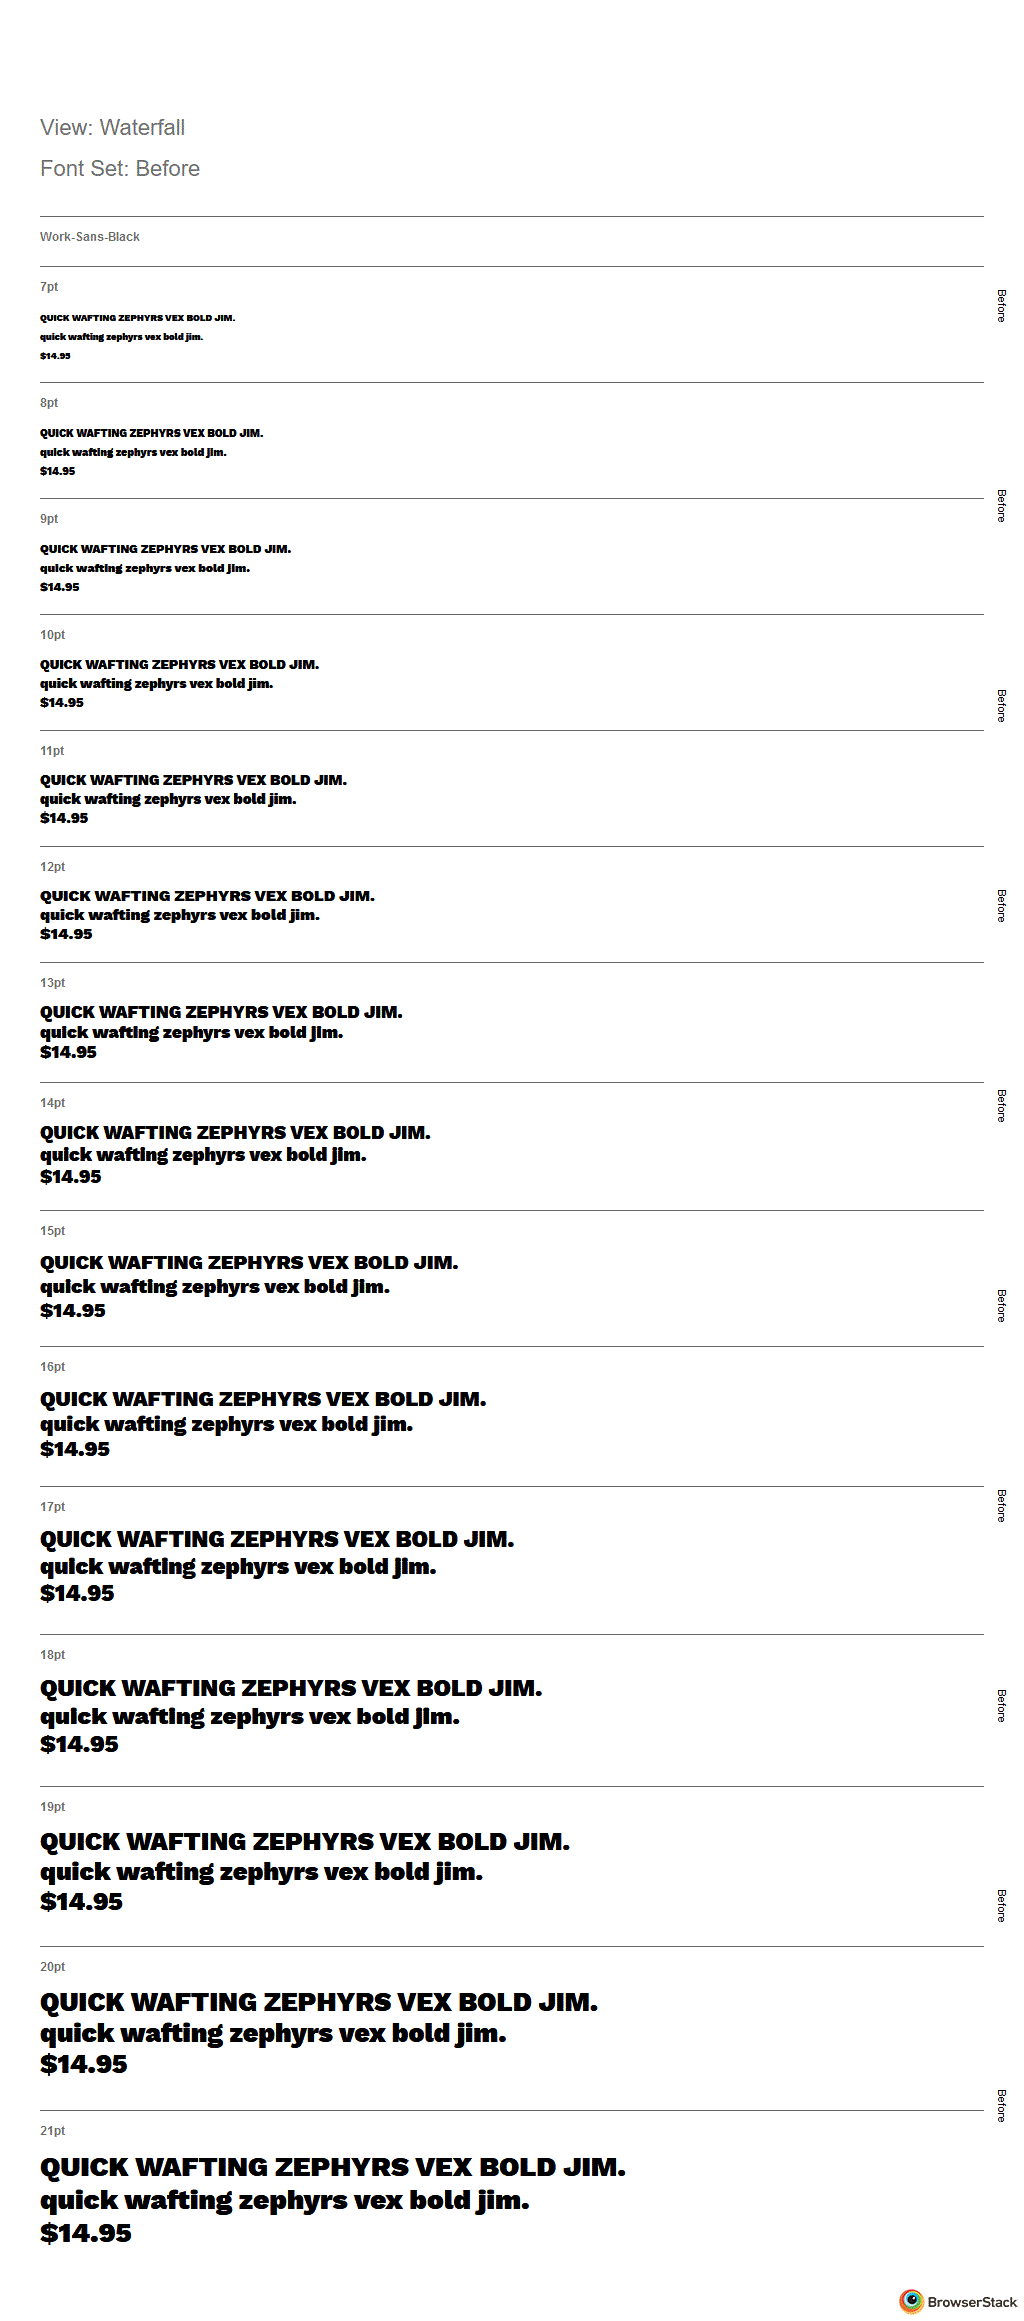 View: Waterfall
Font Set: Before
Work-Sans-Black
7pt
QUICK WAFTING ZEPHYRS VEX BOLD JIM.
quick wafting zephyrs vex bold jim.
$14.95
Before
8pt
QUICK WAFTING ZEPHYRS VEX BOLD JIM.
quick wafting zephyrs vex bold jim.
$14.95
Before
9pt
QUICK WAFTING ZEPHYRS VEX BOLD JIM.
quick wafting zephyrs vex bold jim.
$14.95
10pt
QUICK WAFTING ZEPHYRS VEX BOLD JIM.
quick wafting zephyrs vex bold jim.
$14.95
Before
11pt
QUICK WAFTING ZEPHYRS VEX BOLD JIM.
quick wafting zephyrs vex bold jim.
$14.95
12pt
QUICK WAFTING ZEPHYRS VEX BOLD JIM.
quick wafting zephyrs vex bold jim.
$14.95
Before
13pt
QUICK WAFTING ZEPHYRS VEX BOLD JIM.
quick wafting zephyrs vex bold jim.
$14.95
Before
14pt
QUICK WAFTING ZEPHYRS VEX BOLD JIM.
quick wafting zephyrs vex bold jim.
$14.95
15pt
QUICK WAFTING ZEPHYRS VEX BOLD JIM.
quick wafting zephyrs vex bold jim.
$14.95
Before
16pt
QUICK WAFTING ZEPHYRS VEX BOLD JIM.
quick wafting zephyrs vex bold jim.
$14.95
Before
17pt
QUICK WAFTING ZEPHYRS VEX BOLD JIM.
quick wafting zephyrs vex bold jim.
$14.95
18pt
QUICK WAFTING ZEPHYRS VEX BOLD JIM.
quick wafting zephyrs vex bold jim.
$14.95
Before
19pt
QUICK WAFTING ZEPHYRS VEX BOLD JIM.
quick wafting zephyrs vex bold jim.
$14.95
Before
20pt
QUICK WAFTING ZEPHYRS VEX BOLD JIM.
quick wafting zephyrs vex bold jim.
$14.95
Before
21pt
QUICK WAFTING ZEPHYRS VEX BOLD JIM.
quick wafting zephyrs vex bold jim.
$14.95
BrowserStack